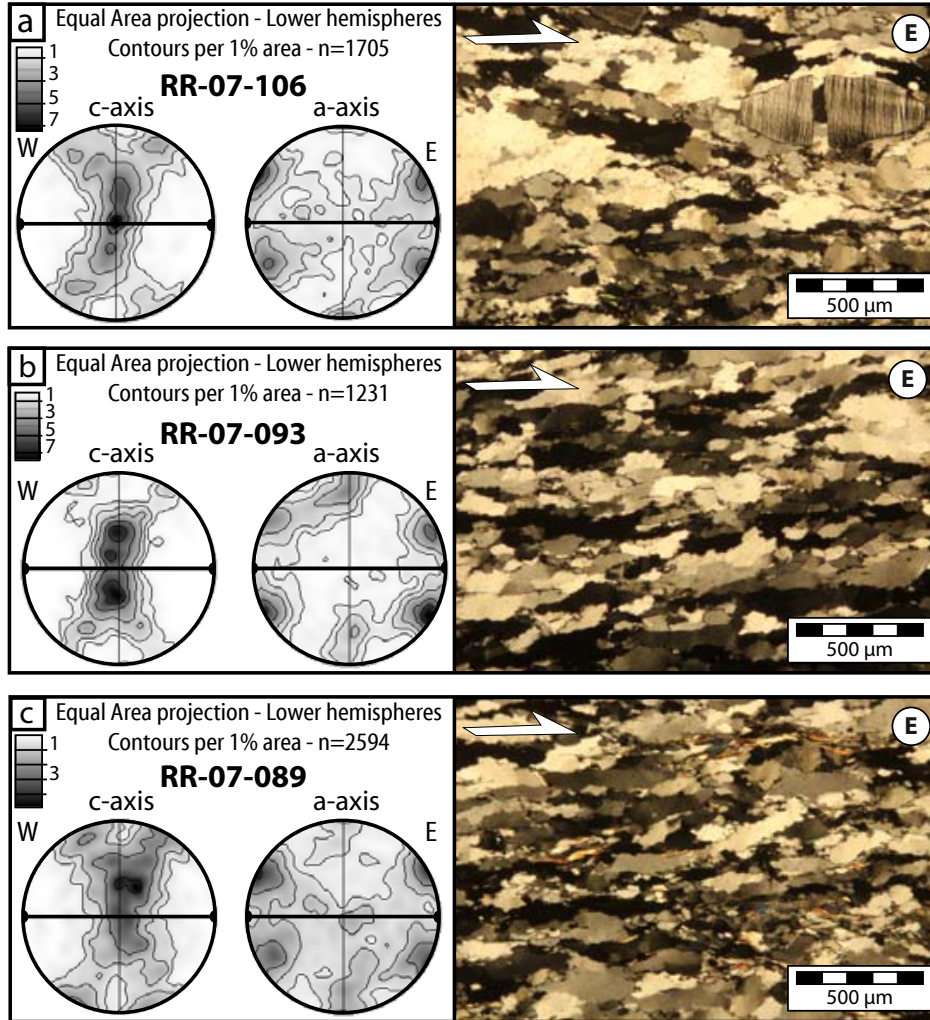 a
Equal Area projection - Lower hemispheres
Contours per 1% area - n=1705
RR-07-106
1
3
5
7
c-axis
a-axis
W
E
E
500 µm
b
Equal Area projection - Lower hemispheres
Contours per 1% area - n=1231
RR-07-093
1
3
5
7
c-axis
a-axis
W
E
E
500 µm
c
Equal Area projection - Lower hemispheres
Contours per 1% area - n=2594
RR-07-089
1
3
c-axis
a-axis
W
E
E
500 µm